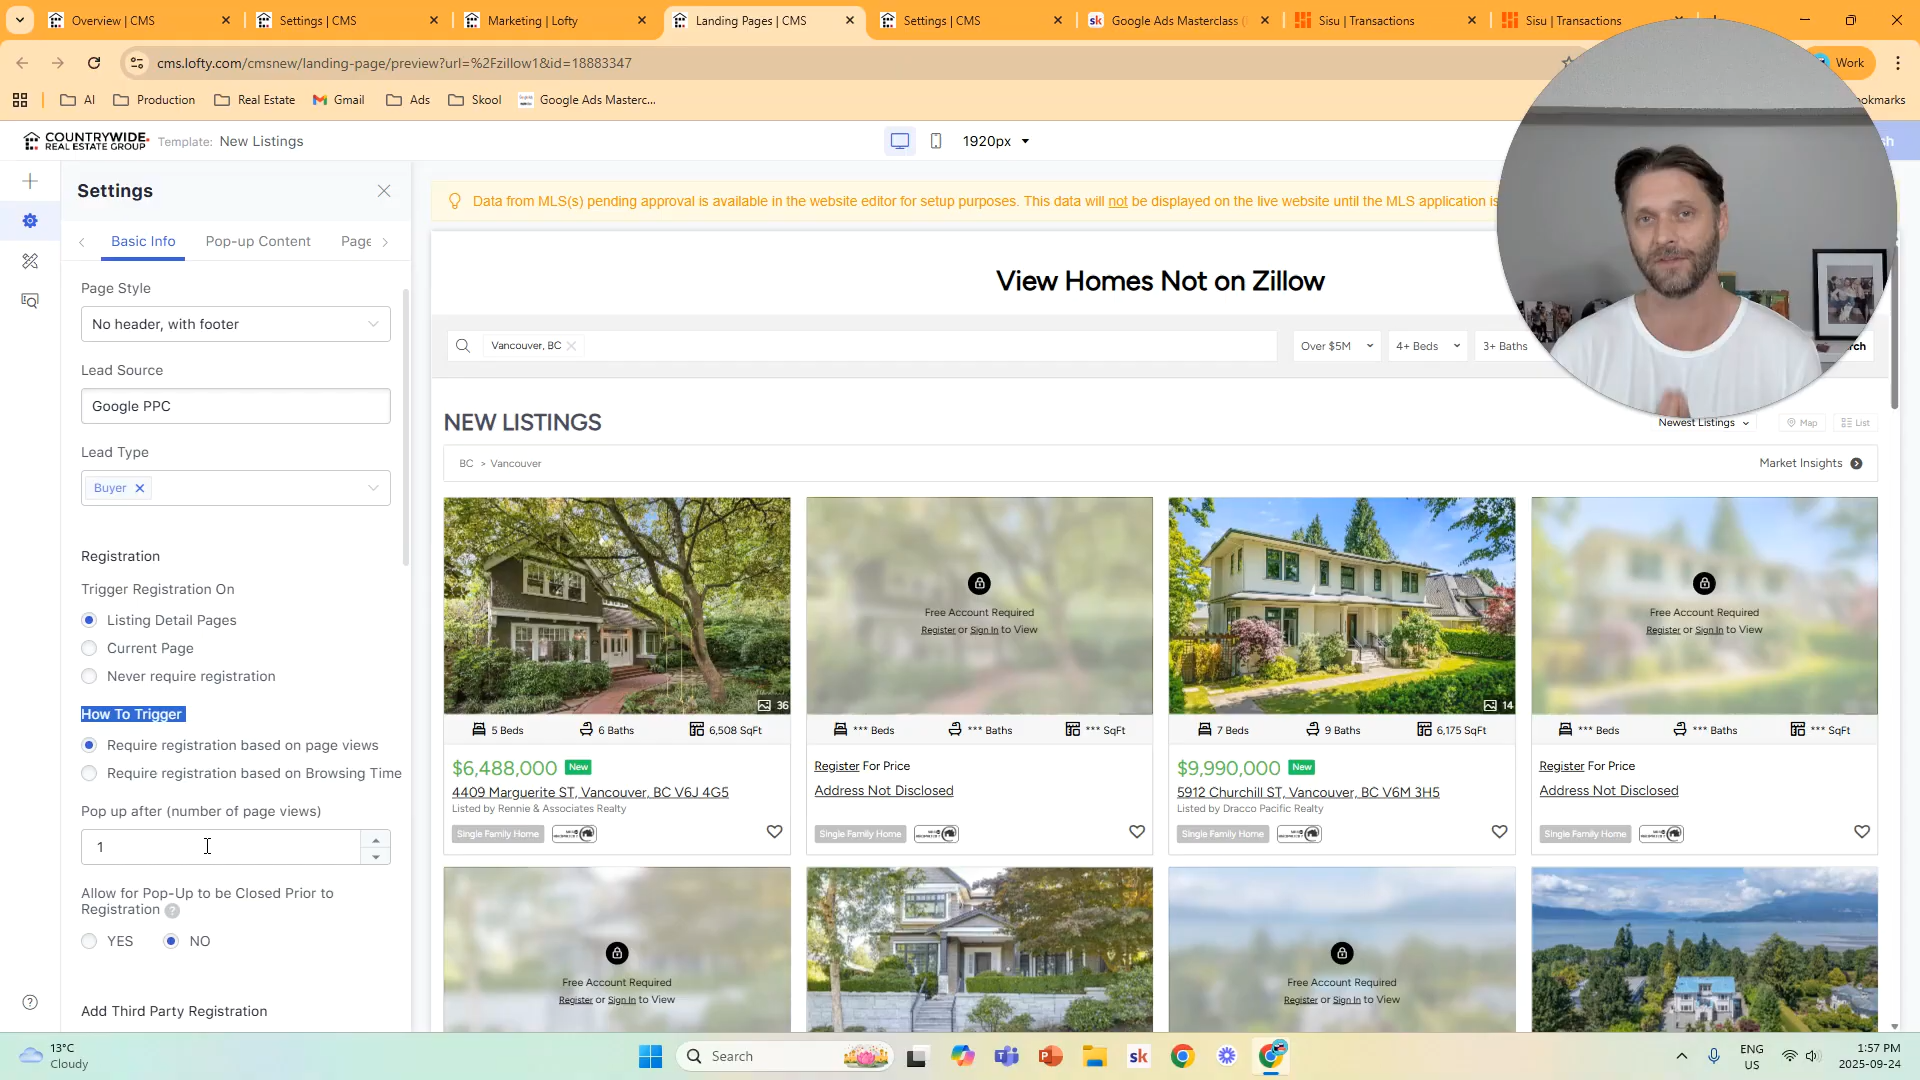 Overview | CMS
Settings | CMS
Marketing | Lofty
Landing Pages | CMS
Settings | CMS
Google Ads Masterclass (
Sisu | Transactions
Sisu | Transactions
cms.lofty.com/cmsnew/landing-page/preview?url=%2Fzillow1&id=18883347
Work
AI
Production
Real Estate
Gmail
Ads
Skool
Google Ads Masterc...
COUNTRYWIDE
REAL ESTATE GROUP
Template: New Listings
1920px
Settings
Basic Info
Pop-up Content
Page
Page Style
No header, with footer
Lead Source
Google PPC
Lead Type
Buyer
Registration
Trigger Registration On
Listing Detail Pages
Current Page
Never require registration
How To Trigger
Require registration based on page views
Require registration based on Browsing Time
Pop up after (number of page views)
1
Allow for Pop-Up to be Closed Prior to
Registration
YES
NO
Add Third Party Registration
Data from MLS(s) pending approval is available in the website editor for setup purposes. This data will not be displayed on the live website until the MLS application is
View Homes Not on Zillow
Vancouver, BC
Over $5M
4+ Beds
3+ Baths
NEW LISTINGS
Newest Listings
Map
List
BC > Vancouver
Market Insights
Free Account Required
Register or Sign In to View
Free Account Required
Register or Sign In to View
36
14
5 Beds
6 Baths
6,508 SqFt
*** Beds
*** Baths
*** SqFt
7 Beds
9 Baths
6,175 SqFt
*** Beds
*** Baths
*** SqFt
$6,488,000 New
4409 Marguerite ST, Vancouver, BC V6J 4G5
Listed by Rennie & Associates Realty
Single Family Home
Register For Price
Address Not Disclosed
Single Family Home
$9,990,000 New
5912 Churchill ST, Vancouver, BC V6M 3H5
Listed by Dracco Pacific Realty
Single Family Home
Register For Price
Address Not Disclosed
Single Family Home
Free Account Required
Register or Sign In to View
Free Account Required
Register or Sign In to View
13°C
Cloudy
Search
sk
ENG
US
1:57 PM
2025-09-24